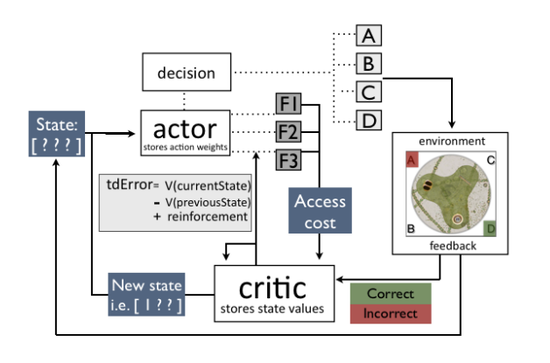 A
B
C
D
decision
F1
F2
F3
State:
[ ? ? ? ]
actor
stores action weights
environment
A
C
B
D
feedback
tdError= V(currentState)
- V(previousState)
+ reinforcement
Access
cost
New state
i.e. [ 1 ? ? ]
critic
stores state values
Correct
Incorrect